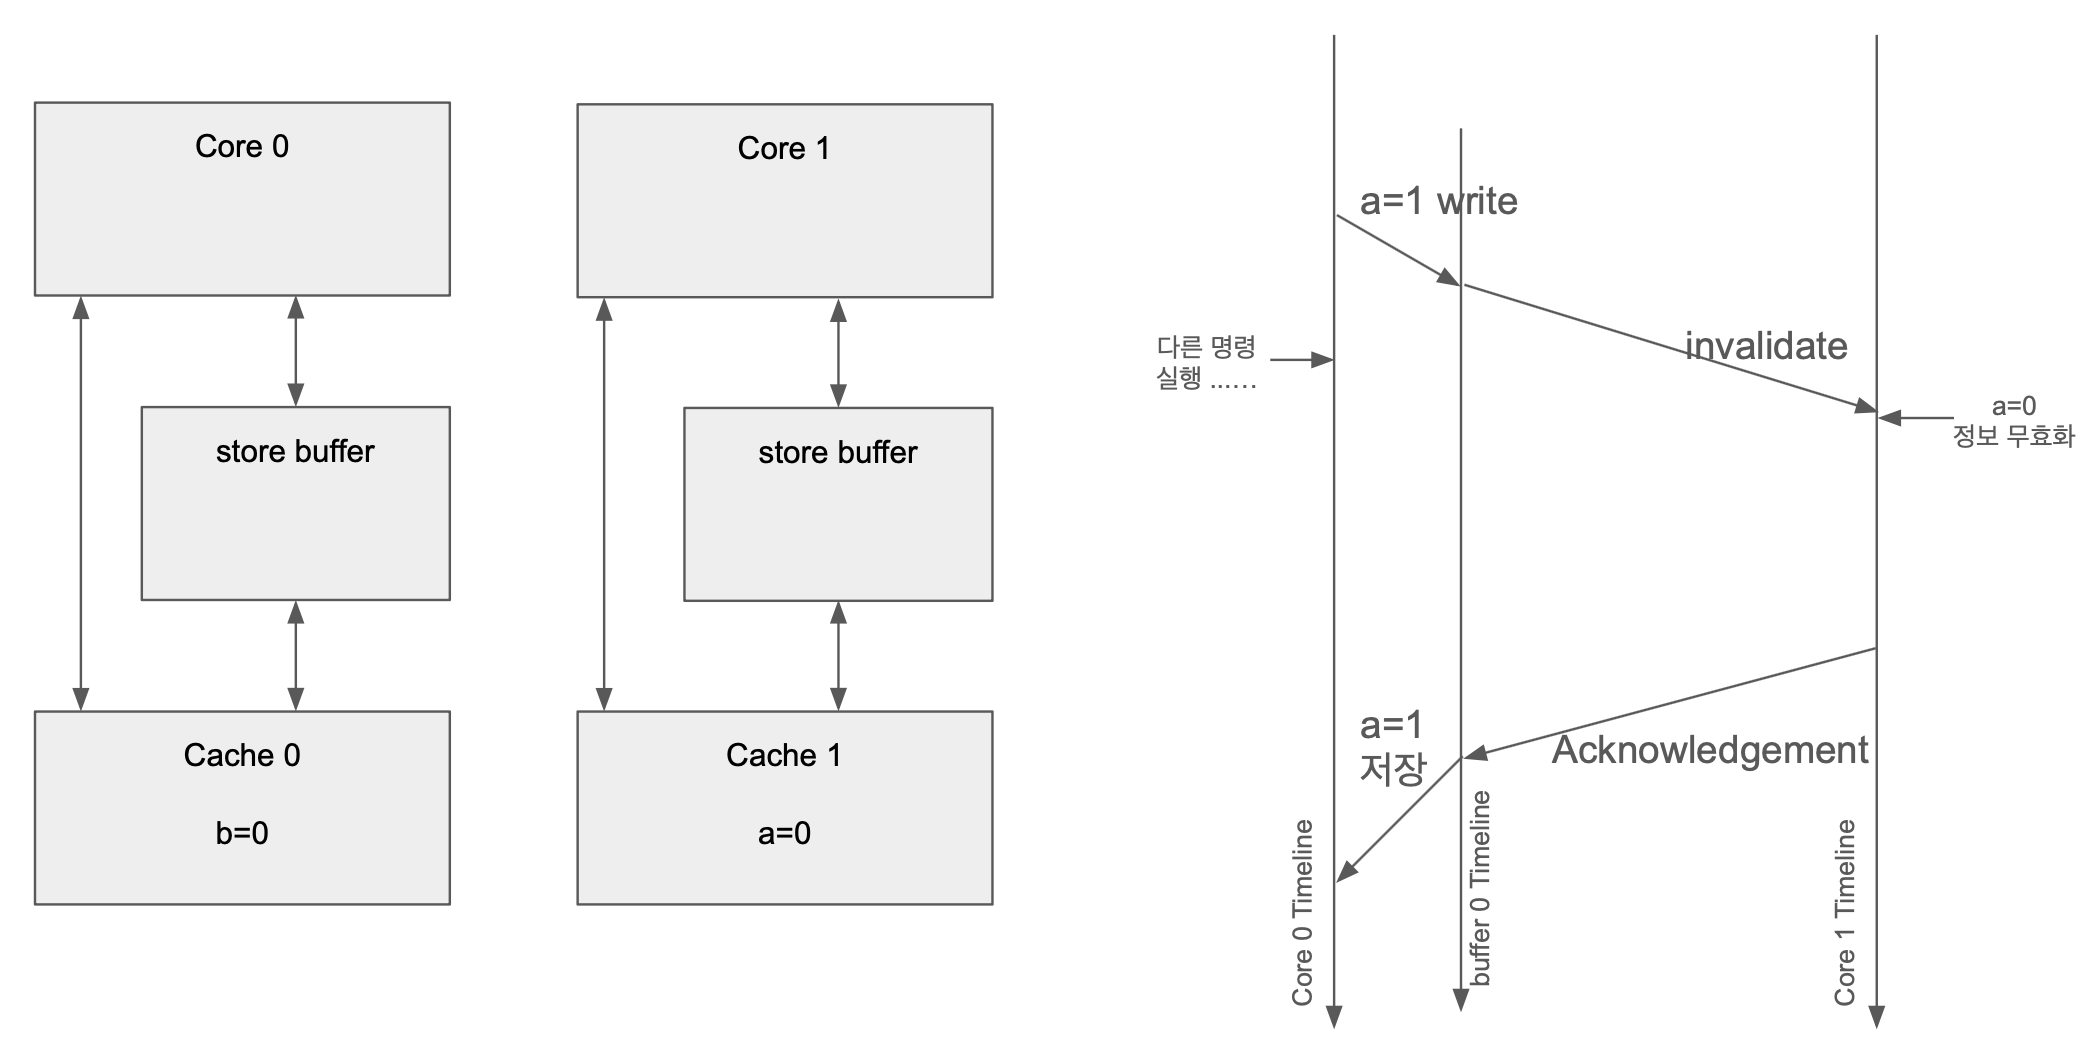 Core 0
store buffer
Cache 0
b=0
Core 1
store buffer
Cache 1
a=0
a=1 write
다른 명령
실행 ......
invalidate
a=0
정보 무효화
a=1
저장
Acknowledgement
Core 0 Timeline
buffer 0 Timeline
Core 1 Timeline